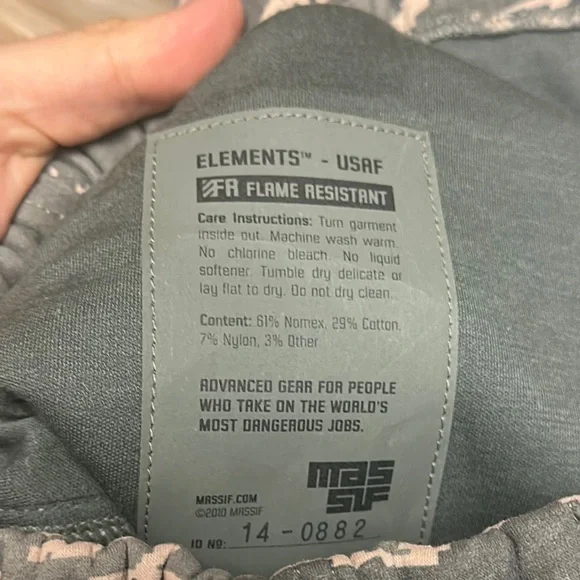 ELEMENTS™ - USAF
FR FLAME RESISTANT
Care Instructions: Turn garment
inside out. Machine wash warm.
No chlorine bleach. No liquid
softener. Tumble dry delicate or
lay flat to dry. Do not dry clean.
Content: 61% Nomex, 29% Cotton,
7% Nylon, 3% Other
ADVANCED GEAR FOR PEOPLE
WHO TAKE ON THE WORLD'S
MOST DANGEROUS JOBS.
mas
sif
MASSIF.COM
©2010 MASSIF
ID Nº: 14-0882